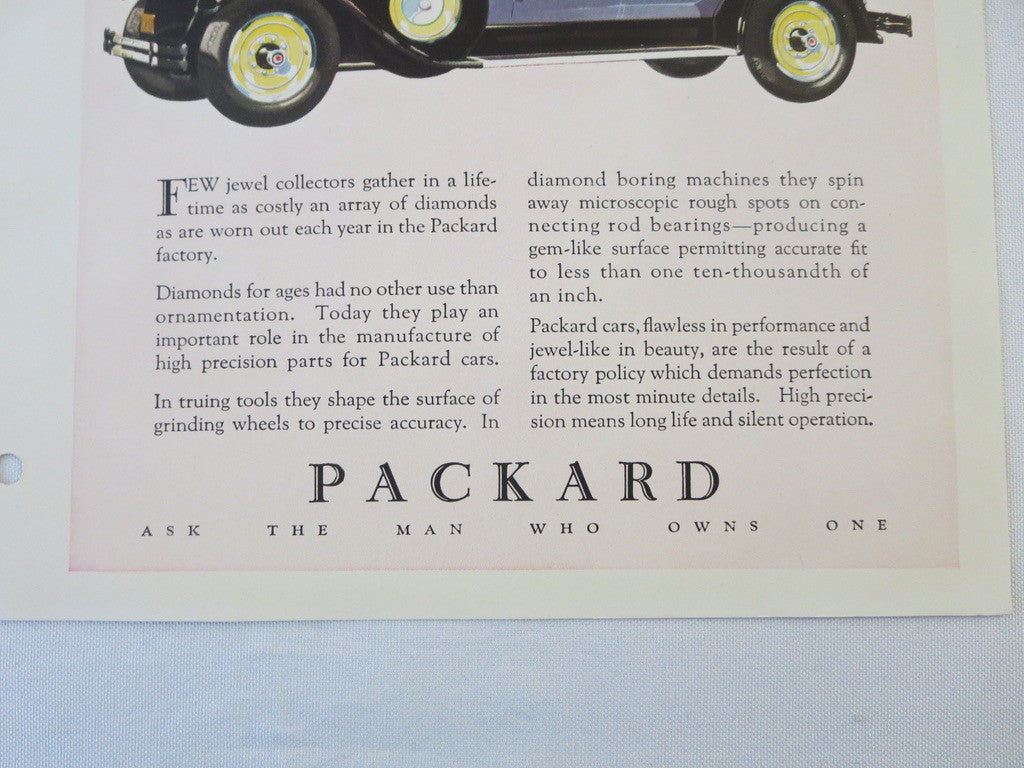 FEW jewel collectors gather in a life-
time as costly an array of diamonds
as are worn out each year in the Packard
factory.
Diamonds for ages had no other use than
ornamentation. Today they play an
important role in the manufacture of
high precision parts for Packard cars.
In truing tools they shape the surface of
grinding wheels to precise accuracy. In
diamond boring machines they spin
away microscopic rough spots on con-
necting rod bearings—producing a
gem-like surface permitting accurate fit
to less than one ten-thousandth of
an inch.
Packard cars, flawless in performance and
jewel-like in beauty, are the result of a
factory policy which demands perfection
in the most minute details. High preci-
sion means long life and silent operation.
PACKARD
ASK THE MAN WHO OWNS ONE